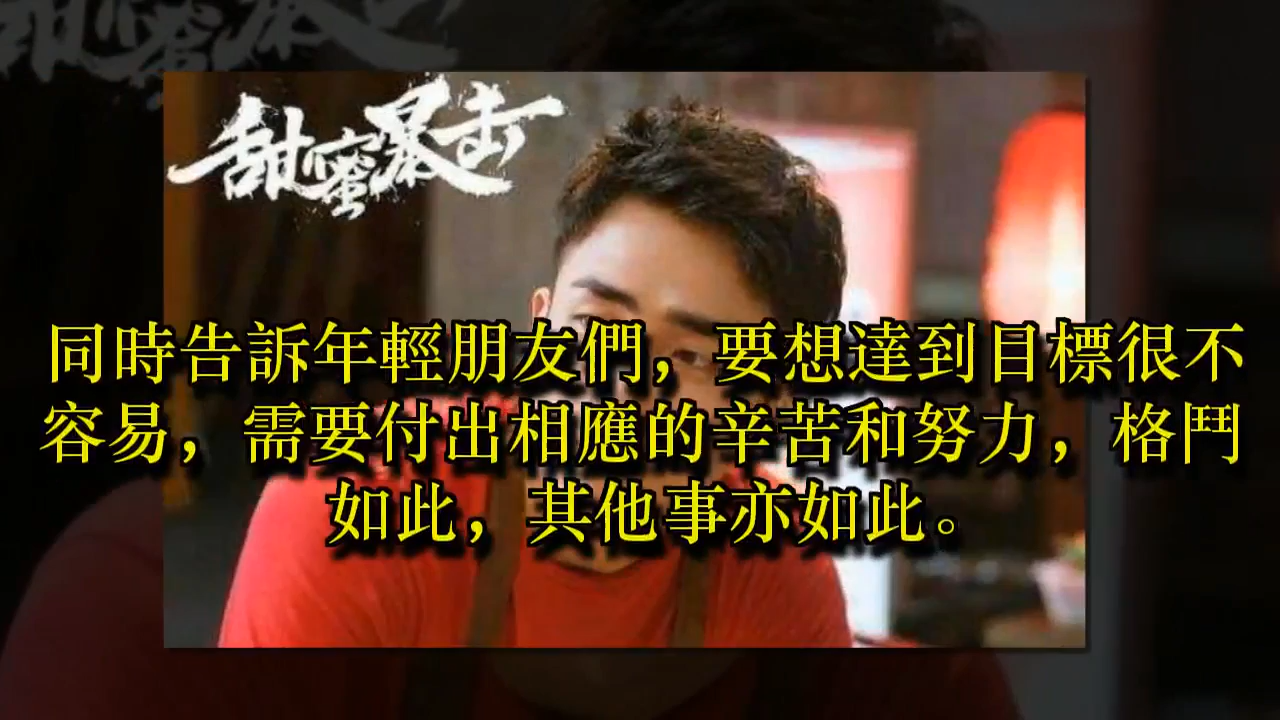 甜蜜暴击
同時告訴年輕朋友們，要想達到目標很不
容易，需要付出相應的辛苦和努力，格鬥
如此，其他事亦如此。